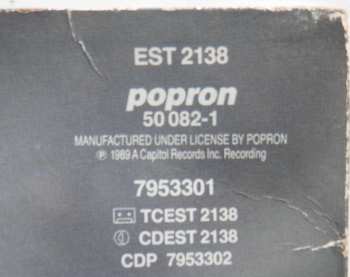 EST 2138
popron
50 082-1
MANUFACTURED UNDER LICENSE BY POPRON
℗ 1989 A Capitol Records Inc. Recording
7953301
TCEST 2138
CDEST 2138
CDP 7953302